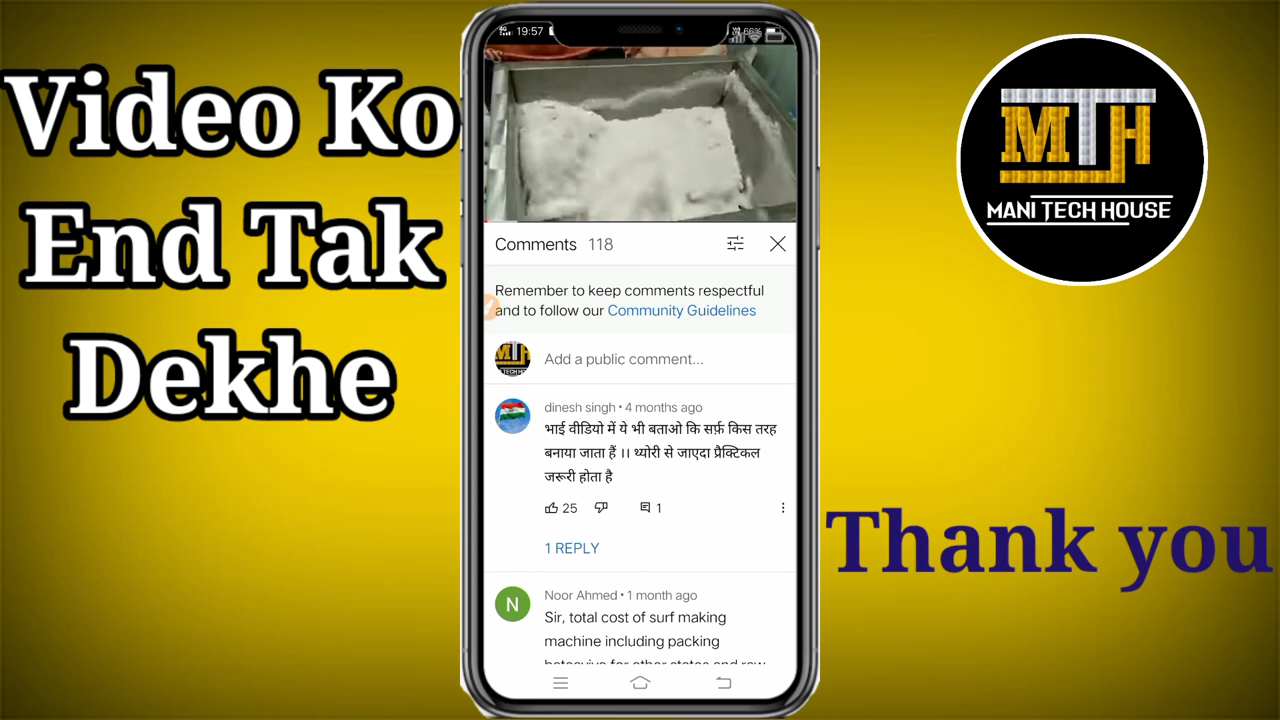 Video Ko
End Tak
Dekhe
19:57
66%
Comments 118
Remember to keep comments respectful
and to follow our Community Guidelines
Add a public comment...
dinesh singh • 4 months ago
भाई वीडियो में ये भी बताओ कि सर्फ़ किस तरह
बनाया जाता हैं ।। थ्योरी से जाएदा प्रैक्टिकल
जरूरी होता है
25 1
1 REPLY
N
Noor Ahmed • 1 month ago
Sir, total cost of surf making
machine including packing
MTH
MANI TECH HOUSE
Thank you